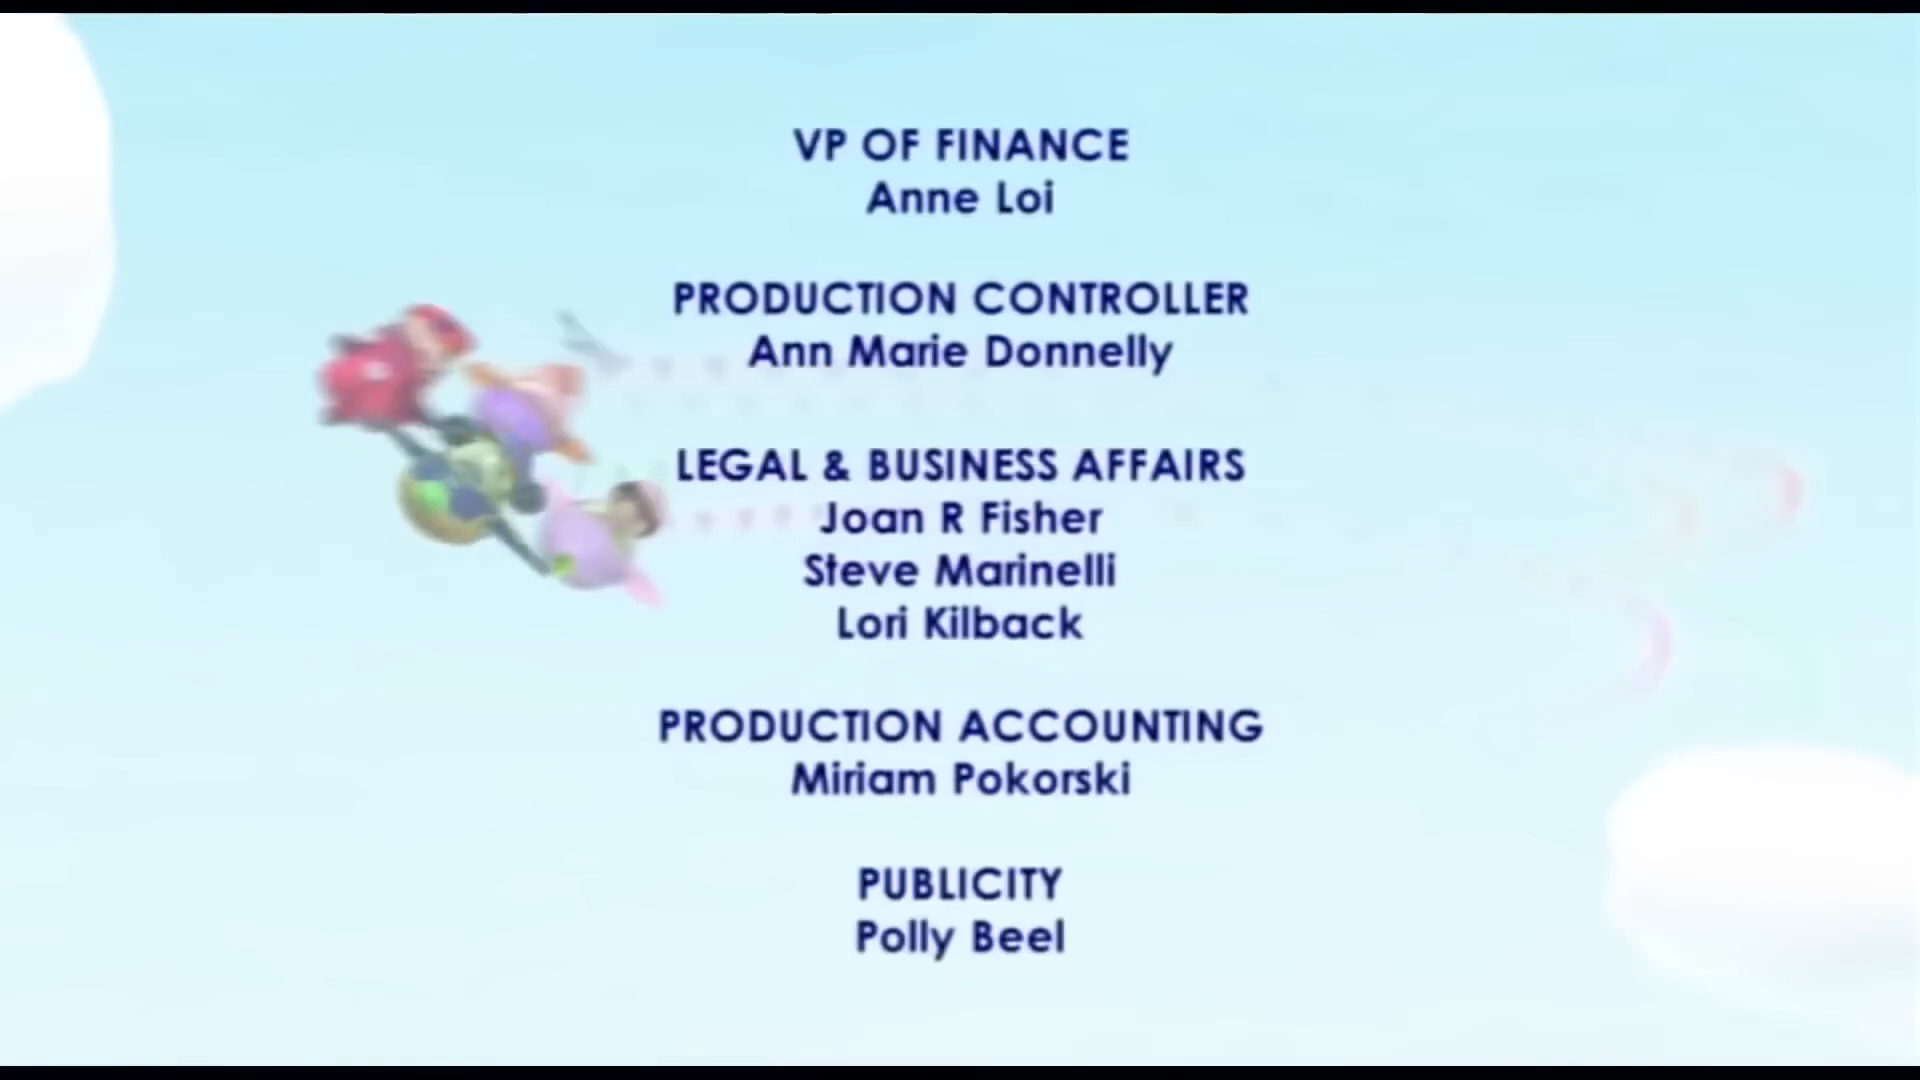 VP OF FINANCE
Anne Loi
PRODUCTION CONTROLLER
Ann Marie Donnelly
LEGAL & BUSINESS AFFAIRS
Joan R Fisher
Steve Marinelli
Lori Kilback
PRODUCTION ACCOUNTING
Miriam Pokorski
PUBLICITY
Polly Beel